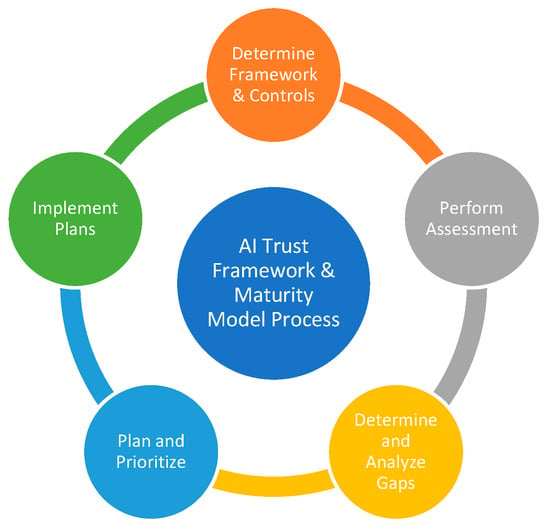 Determine
Framework
& Controls
Perform
Assessment
Determine
and
Analyze
Gaps
Plan and
Prioritize
Implement
Plans
AI Trust
Framework &
Maturity
Model Process